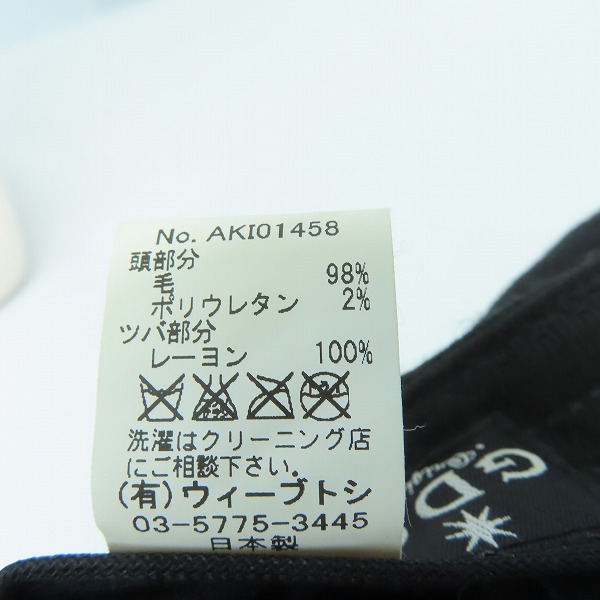 No. AKI01458
頭部分
毛 98%
ポリウレタン 2%
ツバ部分
レーヨン 100%
洗濯はクリーニング店
にご相談下さい.
(有)ウィーブトシ
03-5775-3445
日本製
G
D